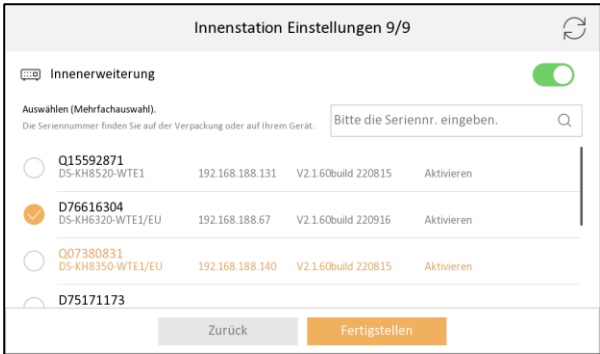 Innenstation Einstellungen 9/9
Innenerweiterung
Auswählen (Mehrfachauswahl).
Die Seriennummer finden Sie auf der Verpackung oder auf Ihrem Gerät.
Bitte die Seriennr. eingeben.
Q15592871
DS-KH8520-WTE1 192.168.188.131 V2.1.60build 220815 Aktivieren
D76616304
DS-KH6320-WTE1/EU 192.168.188.67 V2.1.60build 220916 Aktivieren
Q07380831
DS-KH8350-WTE1/EU 192.168.188.140 V2.1.60build 220815 Aktivieren
D75171173
Zurück Fertigstellen